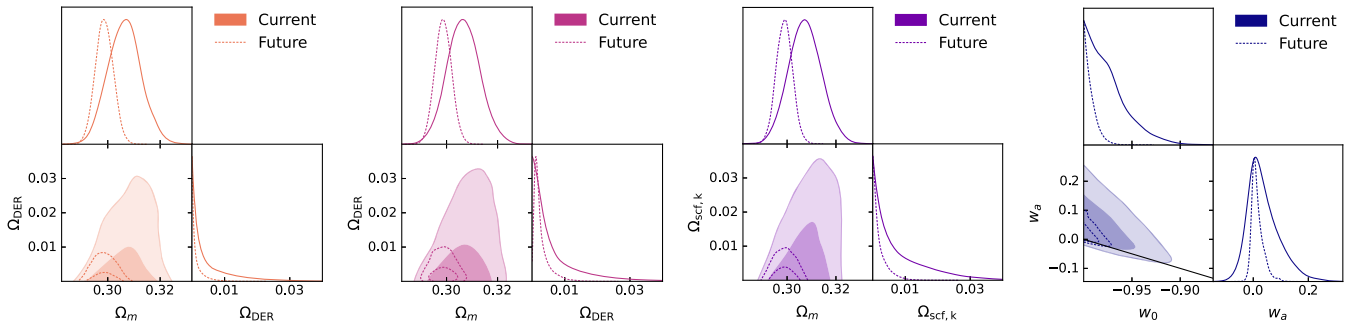 Current
Future
Ω_DER
0.03
0.02
0.01
0.30
0.32
Ω_m
0.01
0.03
Ω_DER
Current
Future
Ω_DER
0.03
0.02
0.01
0.30
0.32
Ω_m
0.01
0.03
Ω_DER
Current
Future
Ω_scf, k
0.03
0.02
0.01
0.30
0.32
Ω_m
0.01
0.03
Ω_scf, k
Current
Future
w_a
0.2
0.1
0.0
−0.1
−0.95
−0.90
w_0
0.0
0.2
w_a